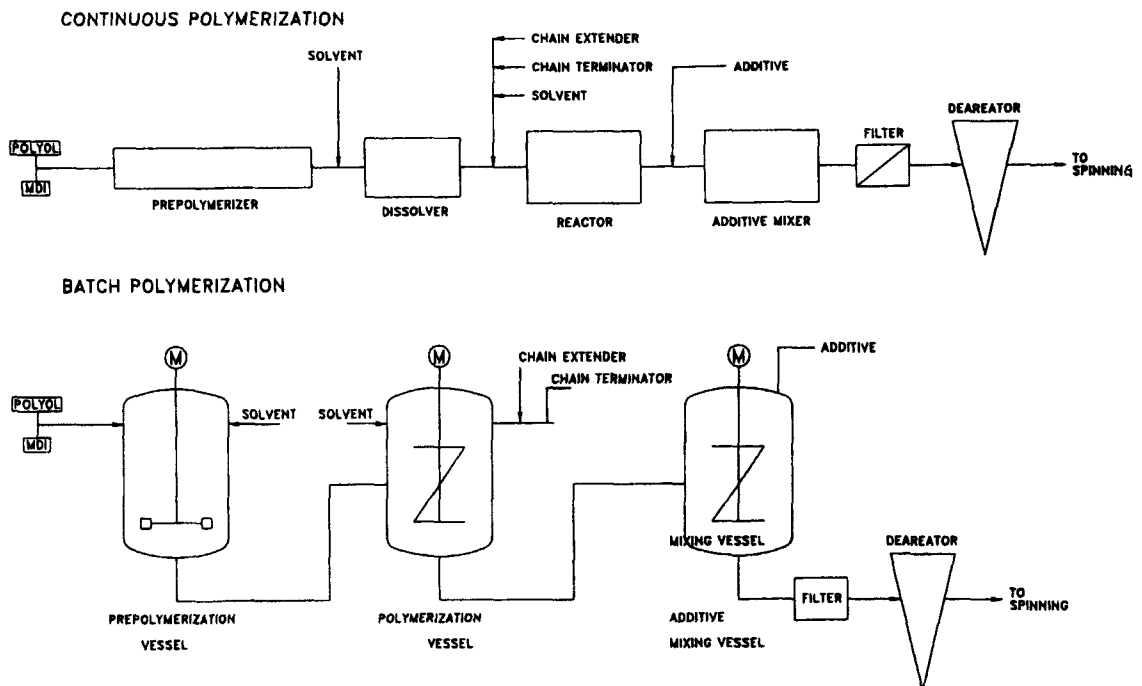 CONTINUOUS POLYMERIZATION
SOLVENT
CHAIN EXTENDER
CHAIN TERMINATOR
SOLVENT
ADDITIVE
DEAREATOR
FILTER
POLYOL
MDI
TO
SPINNING
PREPOLYMERIZER
DISSOLVER
REACTOR
ADDITIVE MIXER
BATCH POLYMERIZATION
M
M
M
ADDITIVE
CHAIN EXTENDER
CHAIN TERMINATOR
POLYOL
MDI
SOLVENT
SOLVENT
MIXING VESSEL
DEAREATOR
FILTER
TO
SPINNING
PREPOLYMERIZATION
VESSEL
POLYMERIZATION
VESSEL
ADDITIVE
MIXING VESSEL